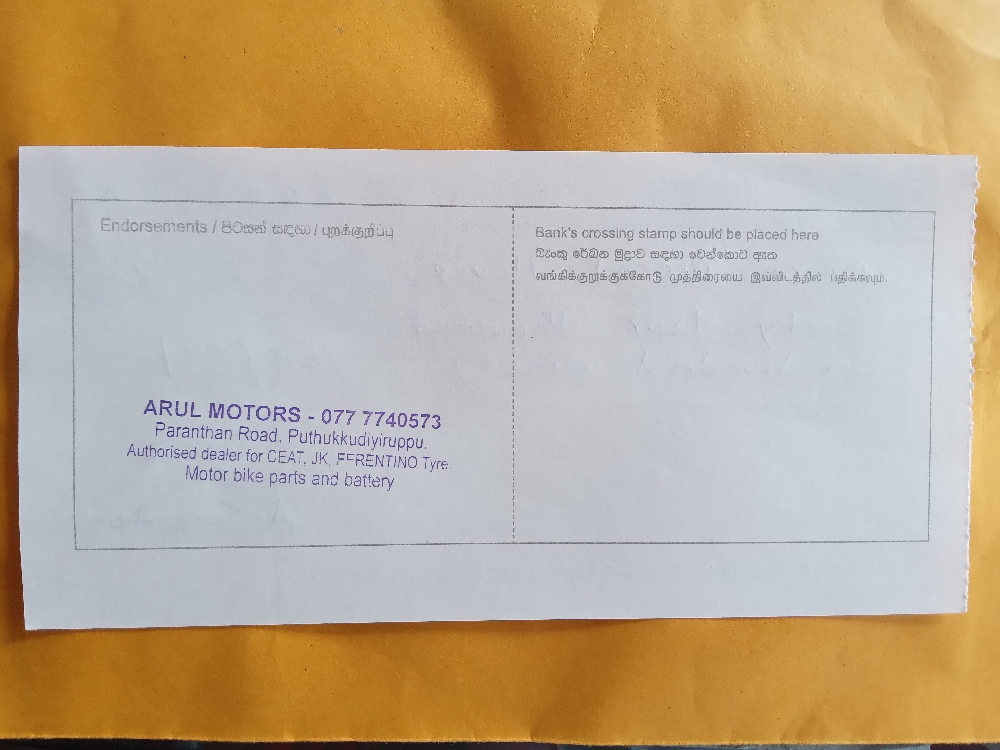 Endorsements / පිටසන් සඳහා / புறக்குறிப்பு
Bank's crossing stamp should be placed here
බැංකු රේඛන මුද්‍රාව සඳහා වෙන්කොට ඇත
வங்கிக்குறுக்குக்கோடு முத்திரையை இவ்விடத்தில் பதிக்கவும்.
ARUL MOTORS - 077 7740573
Paranthan Road, Puthukkudiyiruppu,
Authorised dealer for CEAT, JK, FERENTINO Tyre
Motor bike parts and battery